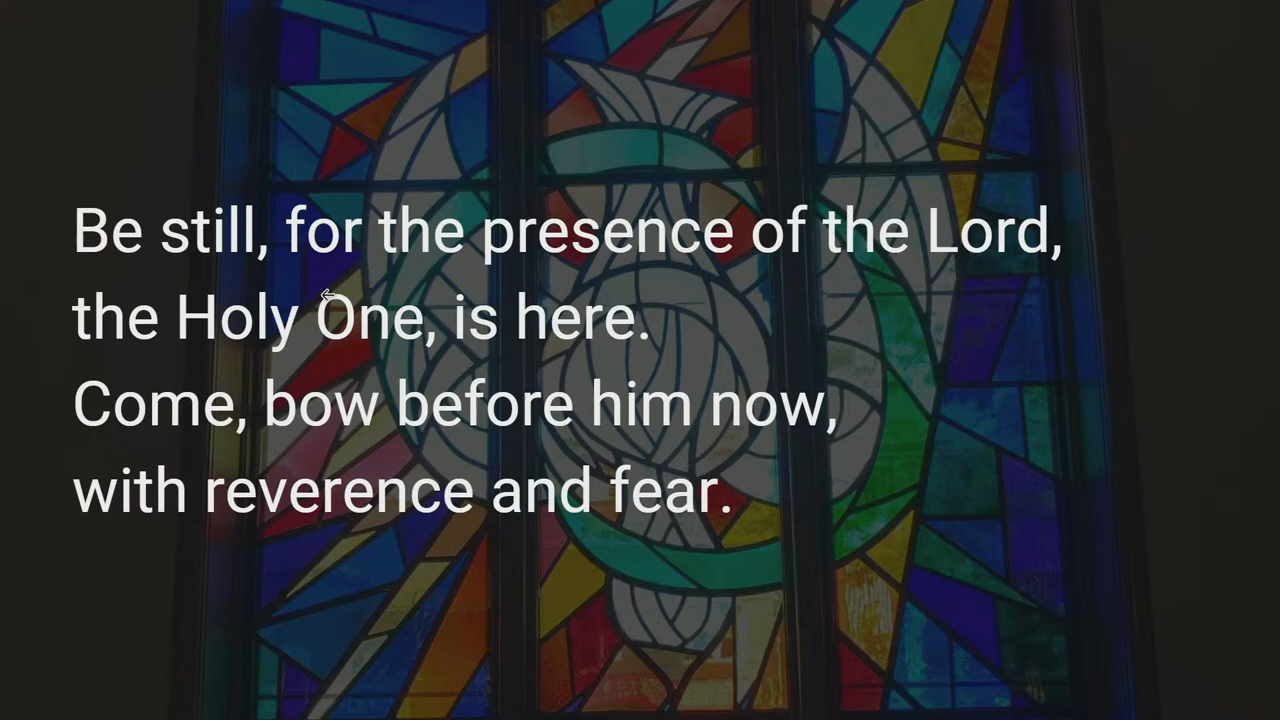 Be still, for the presence of the Lord,
the Holy One, is here.
Come, bow before him now,
with reverence and fear.